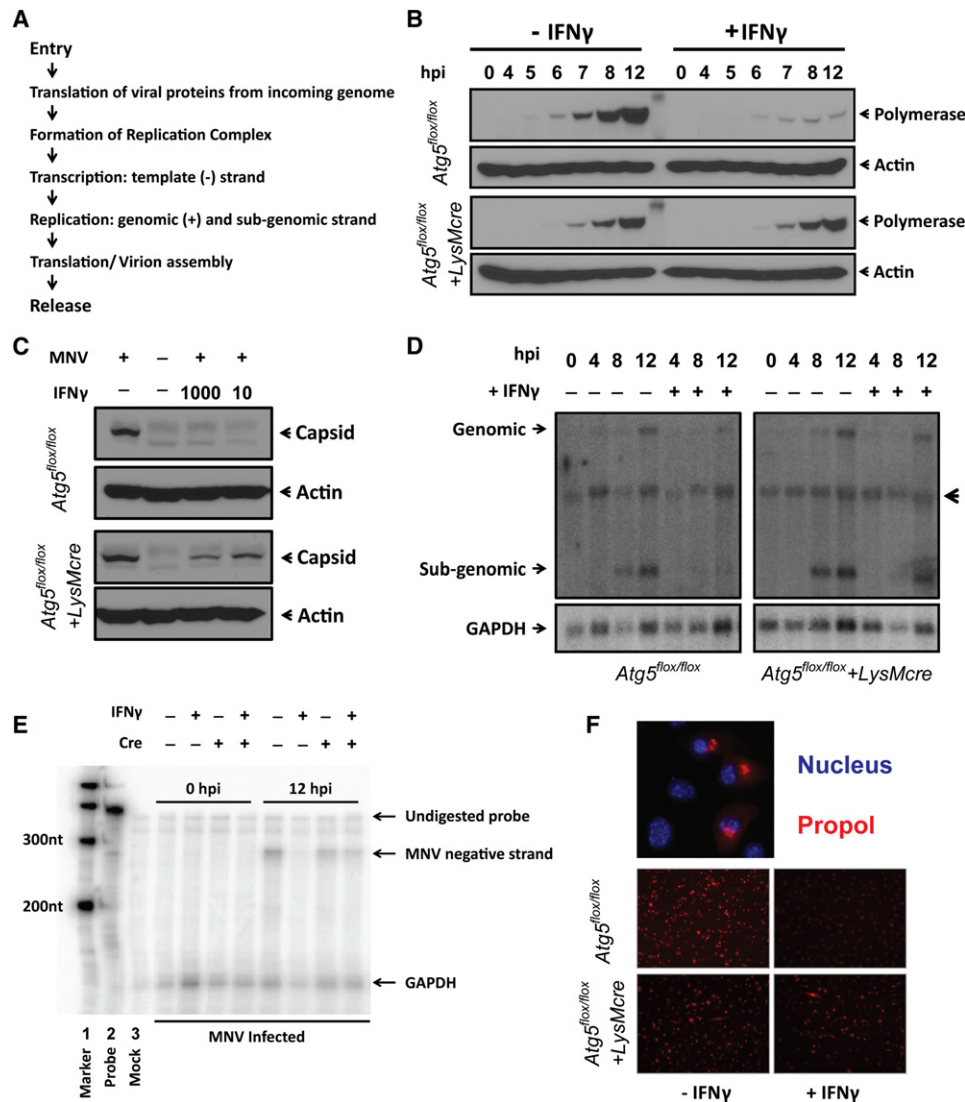 A
Entry
Translation of viral proteins from incoming genome
Formation of Replication Complex
Transcription: template (-) strand
Replication: genomic (+) and sub-genomic strand
Translation/ Virion assembly
Release
B
- IFNγ + IFNγ
hpi 0 4 5 6 7 8 12 0 4 5 6 7 8 12
Atg5flox/flox
Polymerase
Actin
Atg5flox/flox
+LysMcre
Polymerase
Actin
C
MNV + – + +
IFNγ – – 1000 10
Atg5flox/flox
Capsid
Actin
Atg5flox/flox
+LysMcre
Capsid
Actin
D
hpi 0 4 8 12 4 8 12 0 4 8 12 4 8 12
+ IFNγ – – – – + + + – – – – + + +
Genomic
Sub-genomic
GAPDH
Atg5flox/flox Atg5flox/flox+LysMcre
E
IFNγ – + – + – + – +
Cre – – + + – – + +
0 hpi 12 hpi
Undigested probe
300nt
MNV negative strand
200nt
GAPDH
1 2 3
Marker
Probe
Mock
MNV Infected
F
Nucleus
Propol
Atg5flox/flox
Atg5flox/flox
+LysMcre
- IFNγ + IFNγ